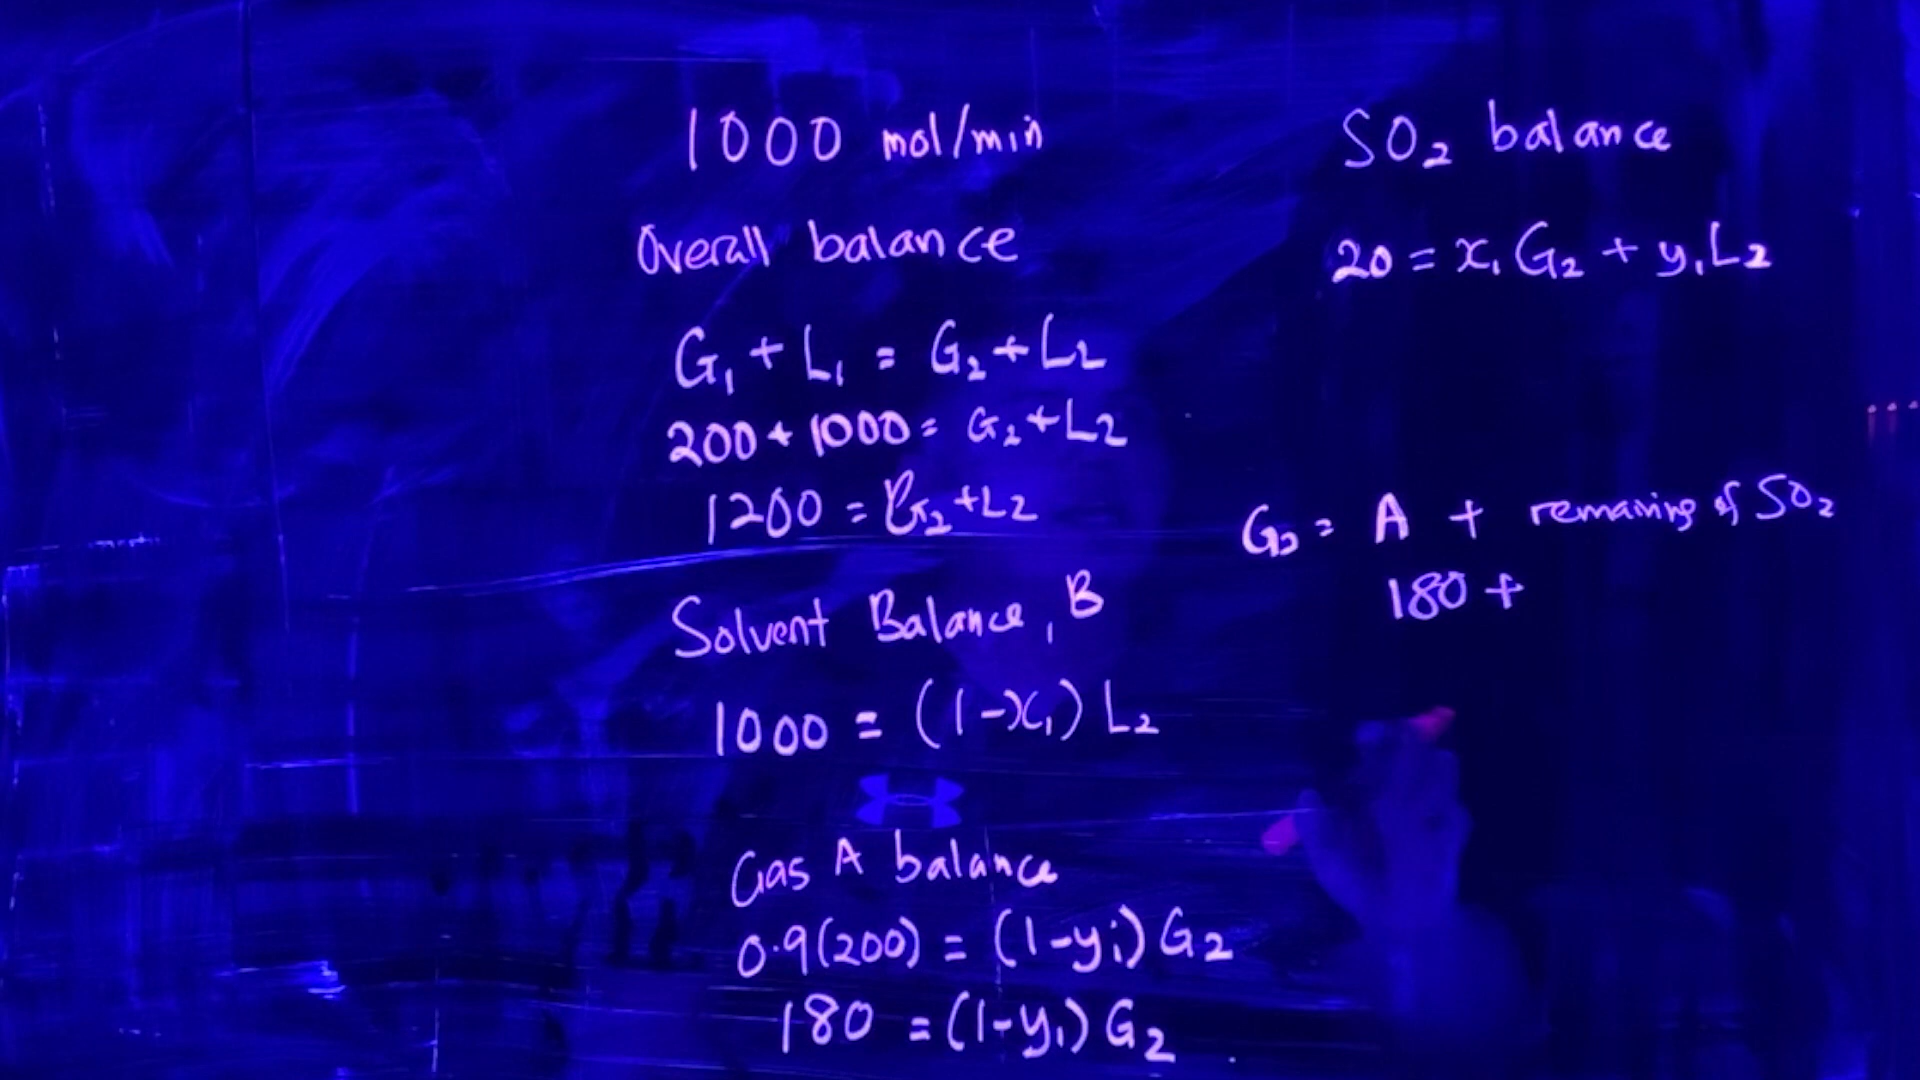 1000 mol/min
Overall balance
G₁ + L₁ = G₂ + L₂
200 + 1000 = G₂ + L₂
1200 = G₂ + L₂
Solvent Balance, B
1000 = (1-x₁) L₂
Gas A balance
0.9(200) = (1-y₁) G₂
180 = (1-y₁) G₂
SO₂ balance
20 = x₁ G₂ + y₁ L₂
G₂ = A + remaining of SO₂
180 +